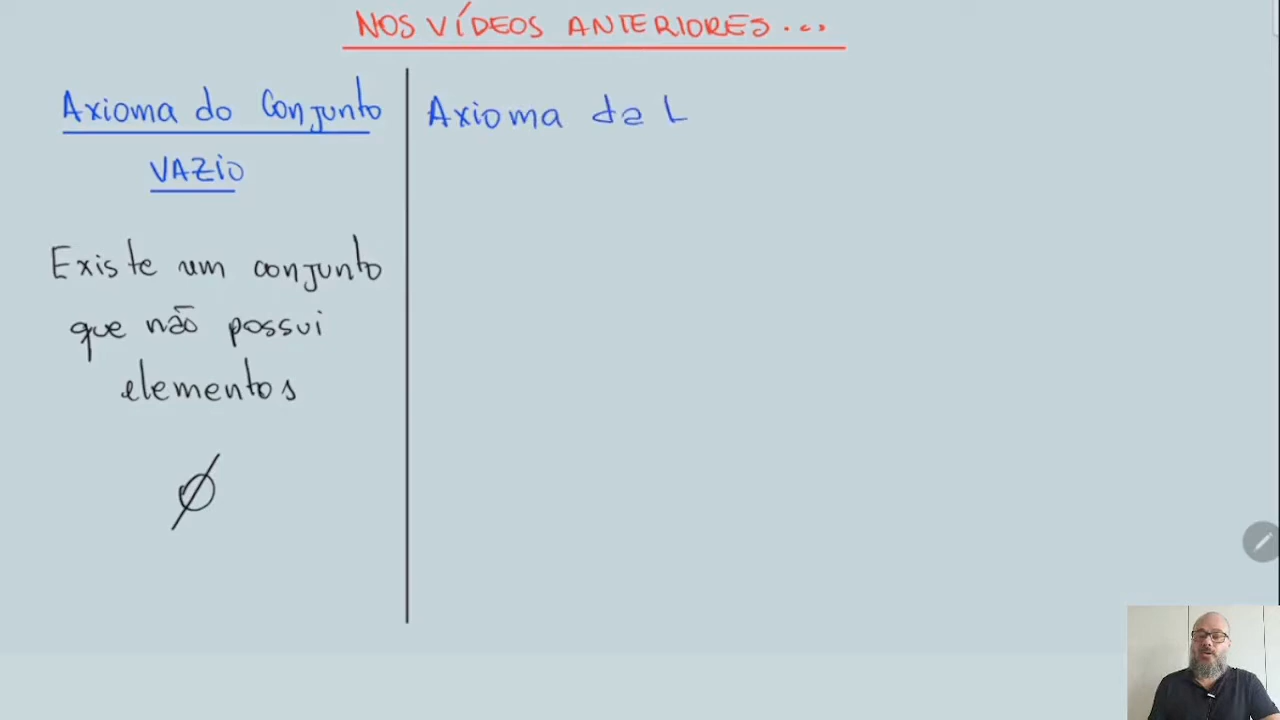 NOS VÍDEOS ANTERIORES...
Axioma do Conjunto
VAZIO
Existe um conjunto
que não possui
elementos
∅
Axioma da L